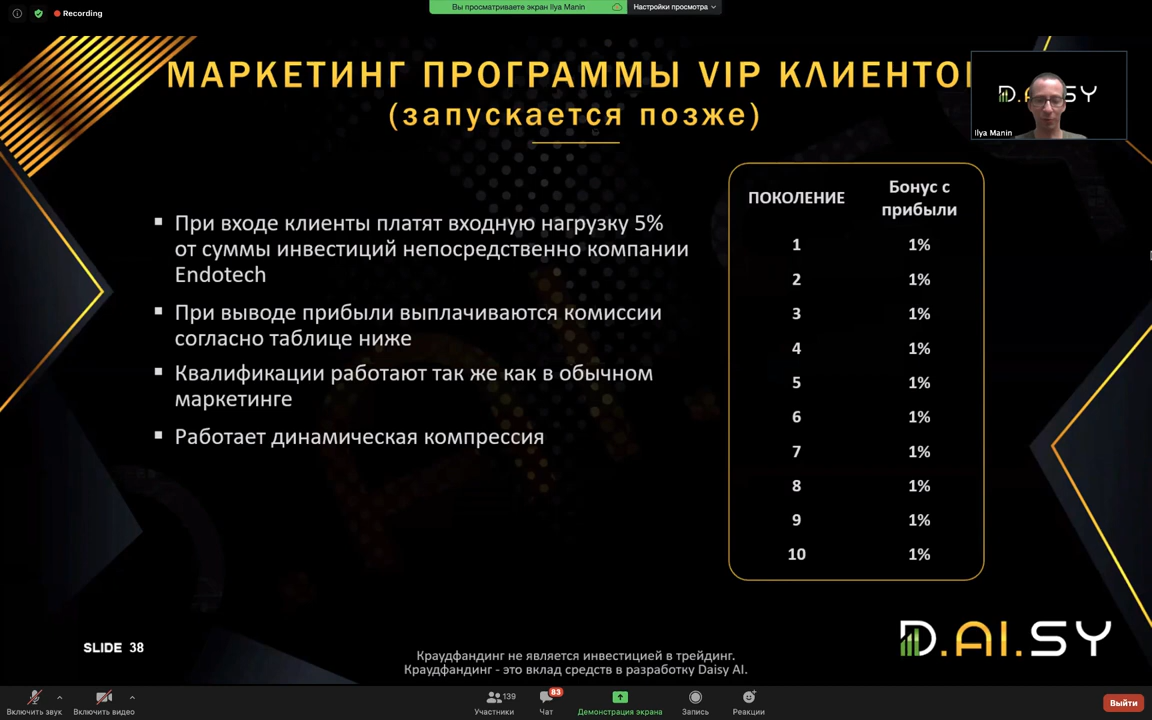 Recording
Вы просматриваете экран Ilya Manin
Настройки просмотра
МАРКЕТИНГ ПРОГРАММЫ VIP КЛИЕНТО
(запускается позже)
D.AI.SY
Ilya Manin
При входе клиенты платят входную нагрузку 5%
от суммы инвестиций непосредственно компании
Endotech
При выводе прибыли выплачиваются комиссии
согласно таблице ниже
Квалификации работают так же как в обычном
маркетинге
Работает динамическая компрессия
ПОКОЛЕНИЕ Бонус с
прибыли
1 1%
2 1%
3 1%
4 1%
5 1%
6 1%
7 1%
8 1%
9 1%
10 1%
SLIDE 38
Краудфандинг не является инвестицией в трейдинг.
Краудфандинг - это вклад средств в разработку Daisy AI.
D.AI.SY
Включить звук
Включить видео
139
Участники
83
Чат
Демонстрация экрана
Запись
Реакции
Выйти